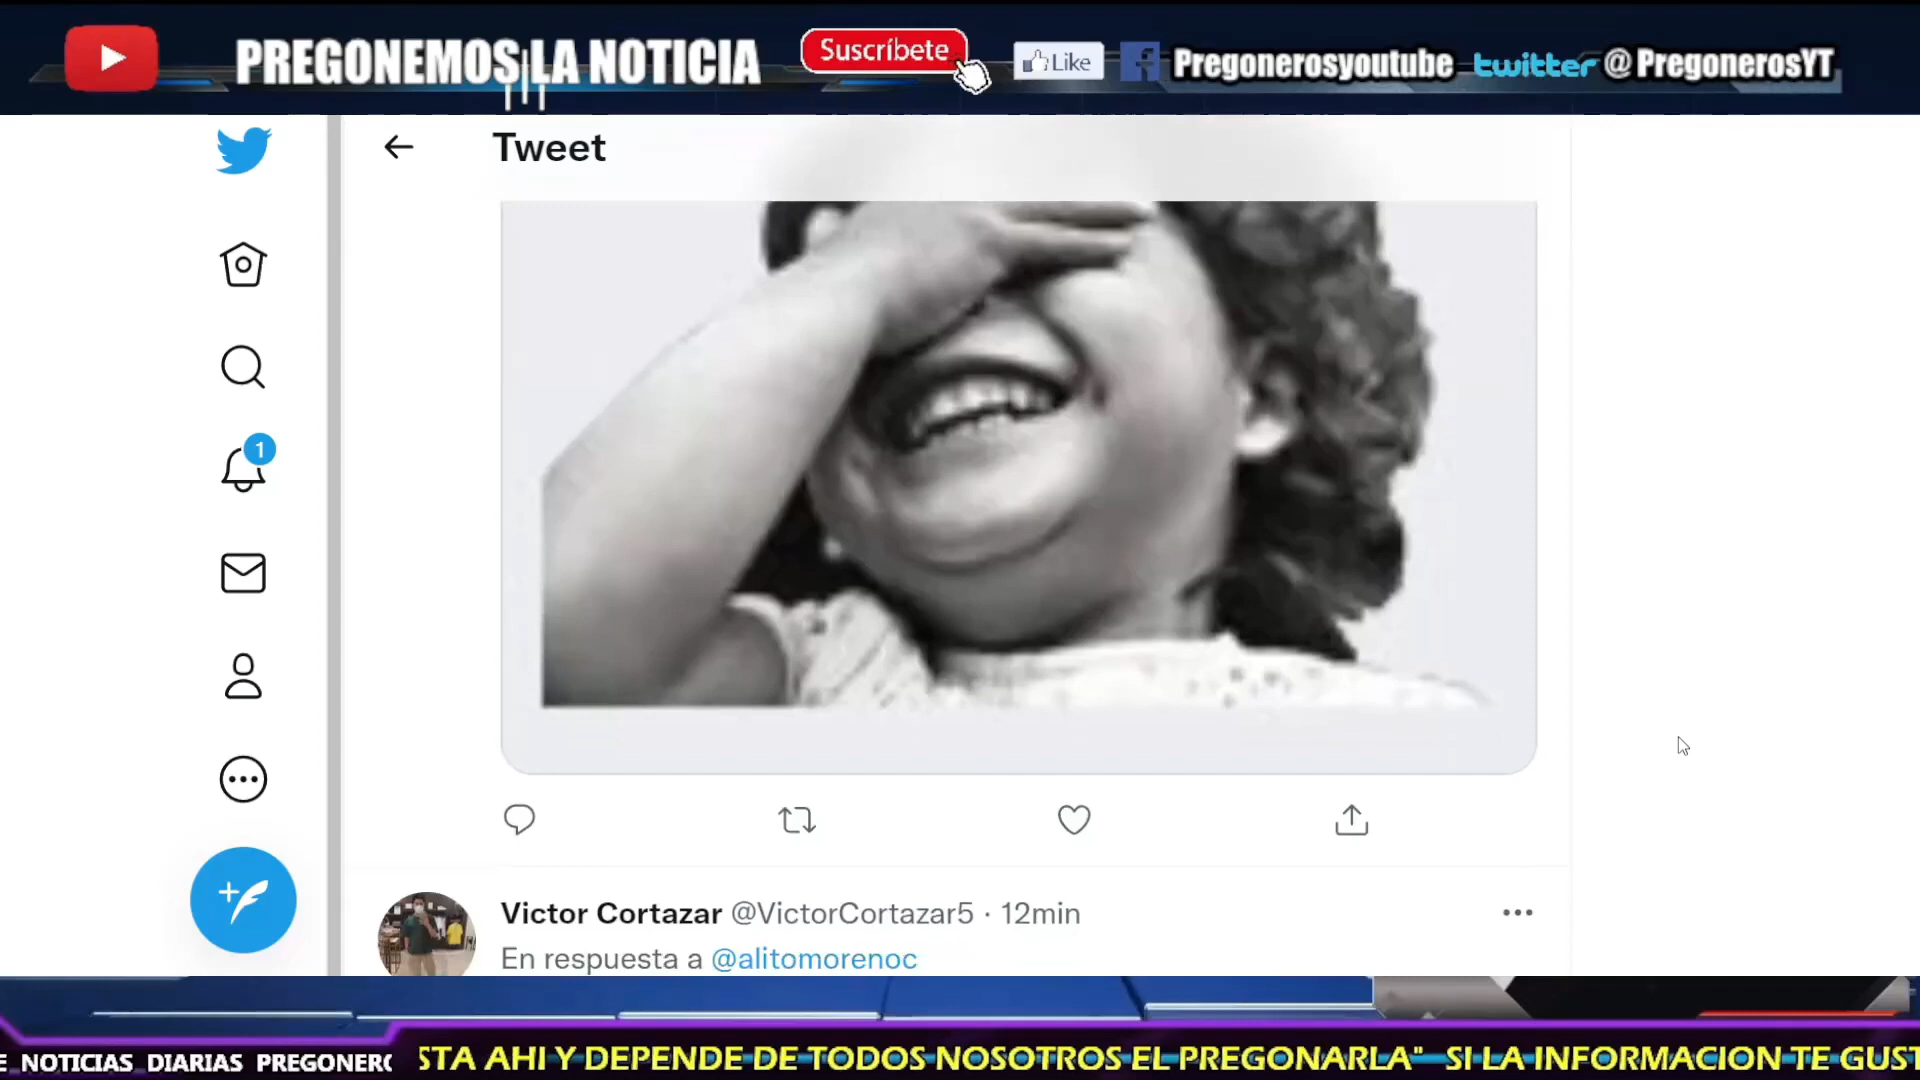 PREGONEMOS LA NOTICIA
Suscríbete
Like
f
Pregonerosyoutube
twitter
@PregonerosYT
Tweet
1
Victor Cortazar @VictorCortazar5 · 12min
En respuesta a @alitomorenoc
E NOTICIAS DIARIAS PREGONERO
STA AHI Y DEPENDE DE TODOS NOSOTROS EL PREGONARLA" SI LA INFORMACION TE GUST